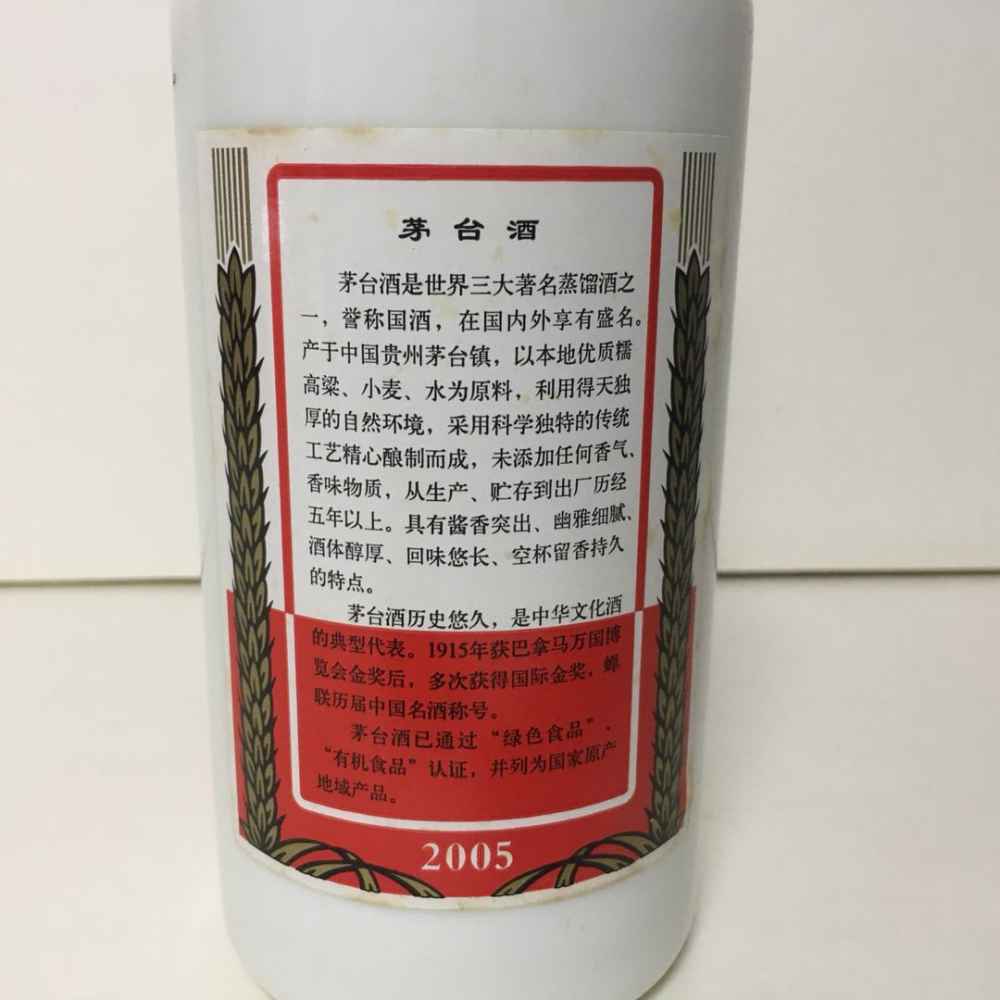 茅台酒
茅台酒是世界三大著名蒸馏酒之
一，誉称国酒，在国内外享有盛名。
产于中国贵州茅台镇，以本地优质糯
高粱、小麦、水为原料，利用得天独
厚的自然环境，采用科学独特的传统
工艺精心酿制而成，未添加任何香气、
香味物质，从生产、贮存到出厂历经
五年以上。具有酱香突出、幽雅细腻、
酒体醇厚、回味悠长、空杯留香持久
的特点。
茅台酒历史悠久，是中华文化酒
的典型代表。1915年获巴拿马万国博
览会金奖后，多次获得国际金奖，蝉
联历届中国名酒称号。
茅台酒已通过“绿色食品”、
“有机食品”认证，并列为国家原产
地域产品。
2005